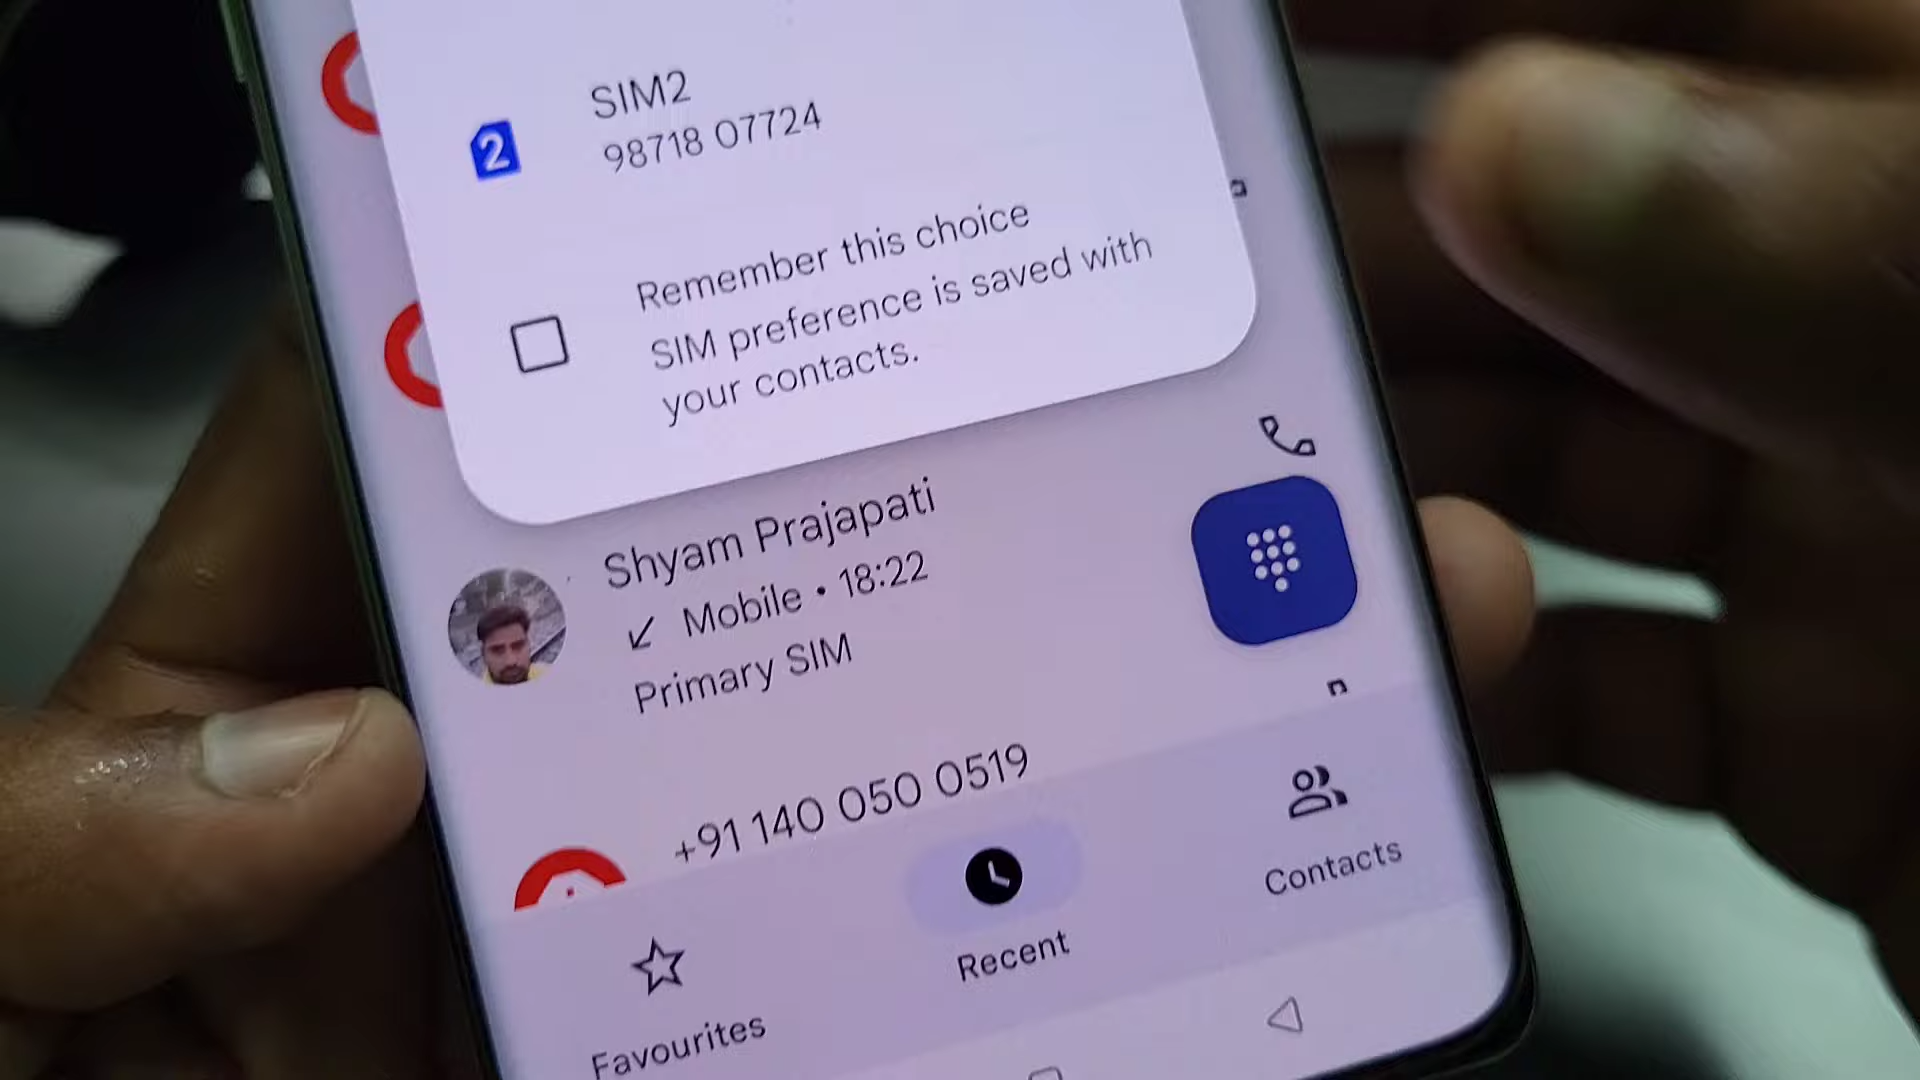 SIM2
2
98718 07724
Remember this choice
SIM preference is saved with
your contacts.
Shyam Prajapati
↙ Mobile • 18:22
Primary SIM
+91 140 050 0519
Favourites
Recent
Contacts